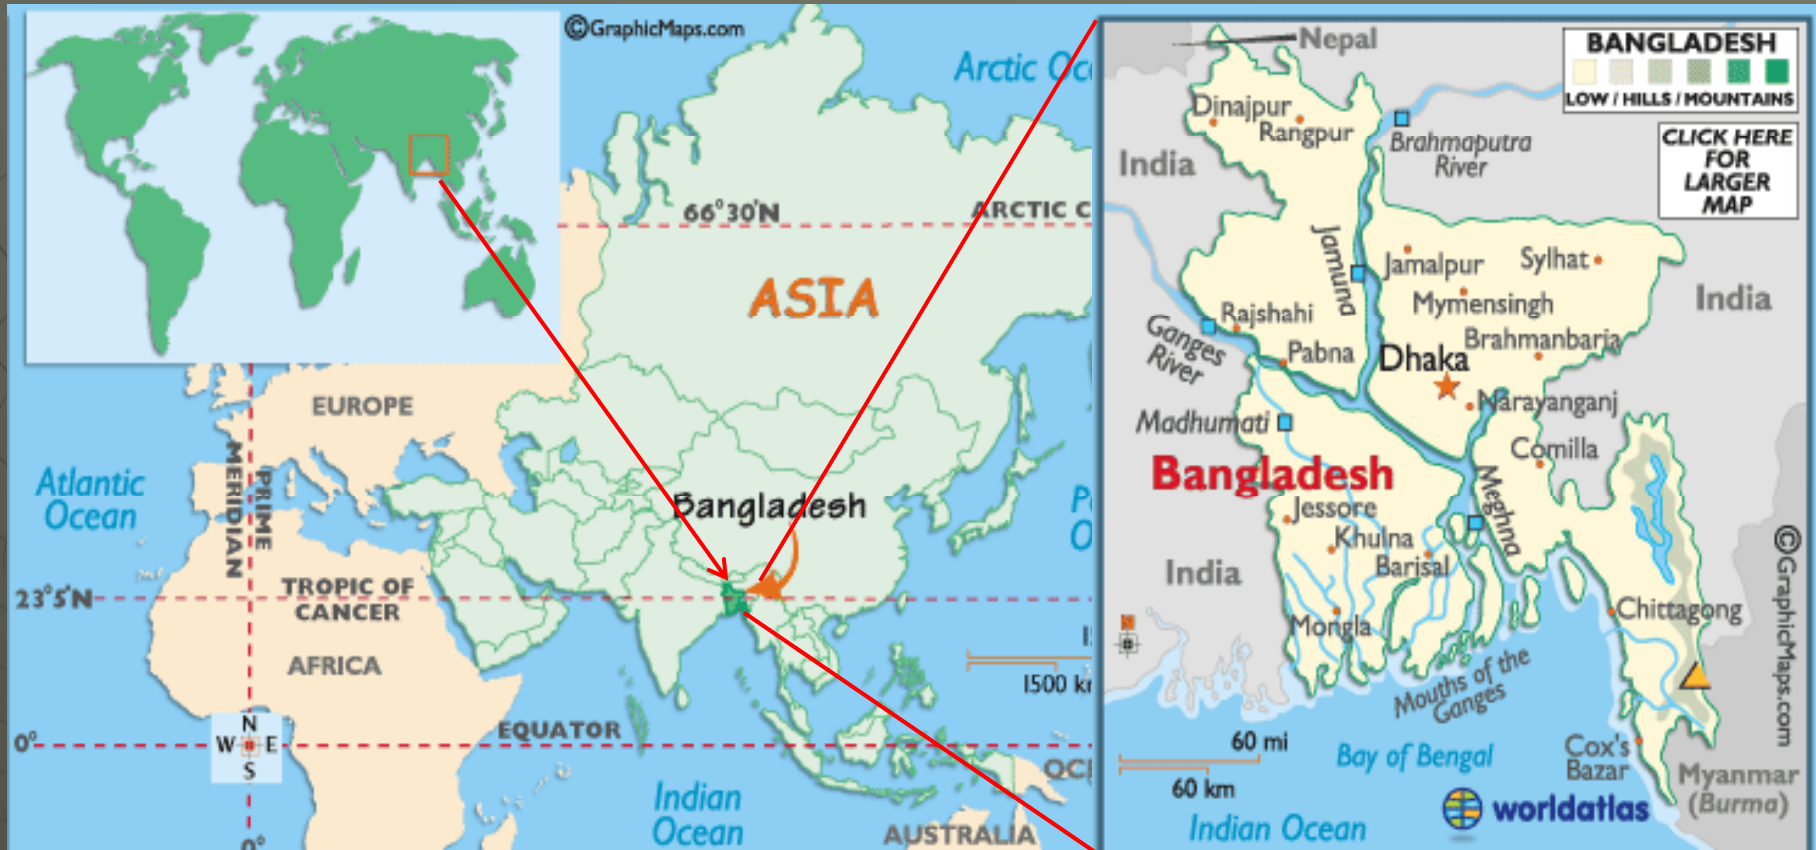 ©GraphicMaps.com
Arctic Oc
66°30'N
ARCTIC C
ASIA
EUROPE
Atlantic
Ocean
PRIME
MERIDIAN
Bangladesh
23°5'N
TROPIC OF
CANCER
AFRICA
1500 k
N
W E
S
EQUATOR
0°
0°
Indian
Ocean
AUSTRALIA
OC
P
O
Nepal
BANGLADESH
LOW / HILLS / MOUNTAINS
CLICK HERE
FOR
LARGER
MAP
Dinajpur
Rangpur
Brahmaputra
River
India
Jamuna
Jamalpur
Sylhat
Mymensingh
India
Rajshahi
Ganges
River
Brahmanbaria
Pabna
Dhaka
Narayanganj
Madhumati
Comilla
Bangladesh
Meghna
Jessore
Khulna
Barisal
India
Chittagong
Mongla
Mouths of the
Ganges
©GraphicMaps.com
60 mi
60 km
Bay of Bengal
Cox's
Bazar
Myanmar
(Burma)
worldatlas
Indian Ocean